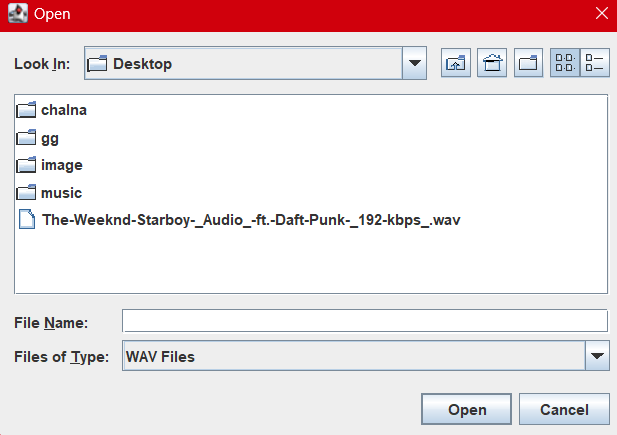 Open
Look In: Desktop
chalna
gg
image
music
The-Weeknd-Starboy-_Audio_-ft.-Daft-Punk-_192-kbps_.wav
File Name:
Files of Type: WAV Files
Open Cancel